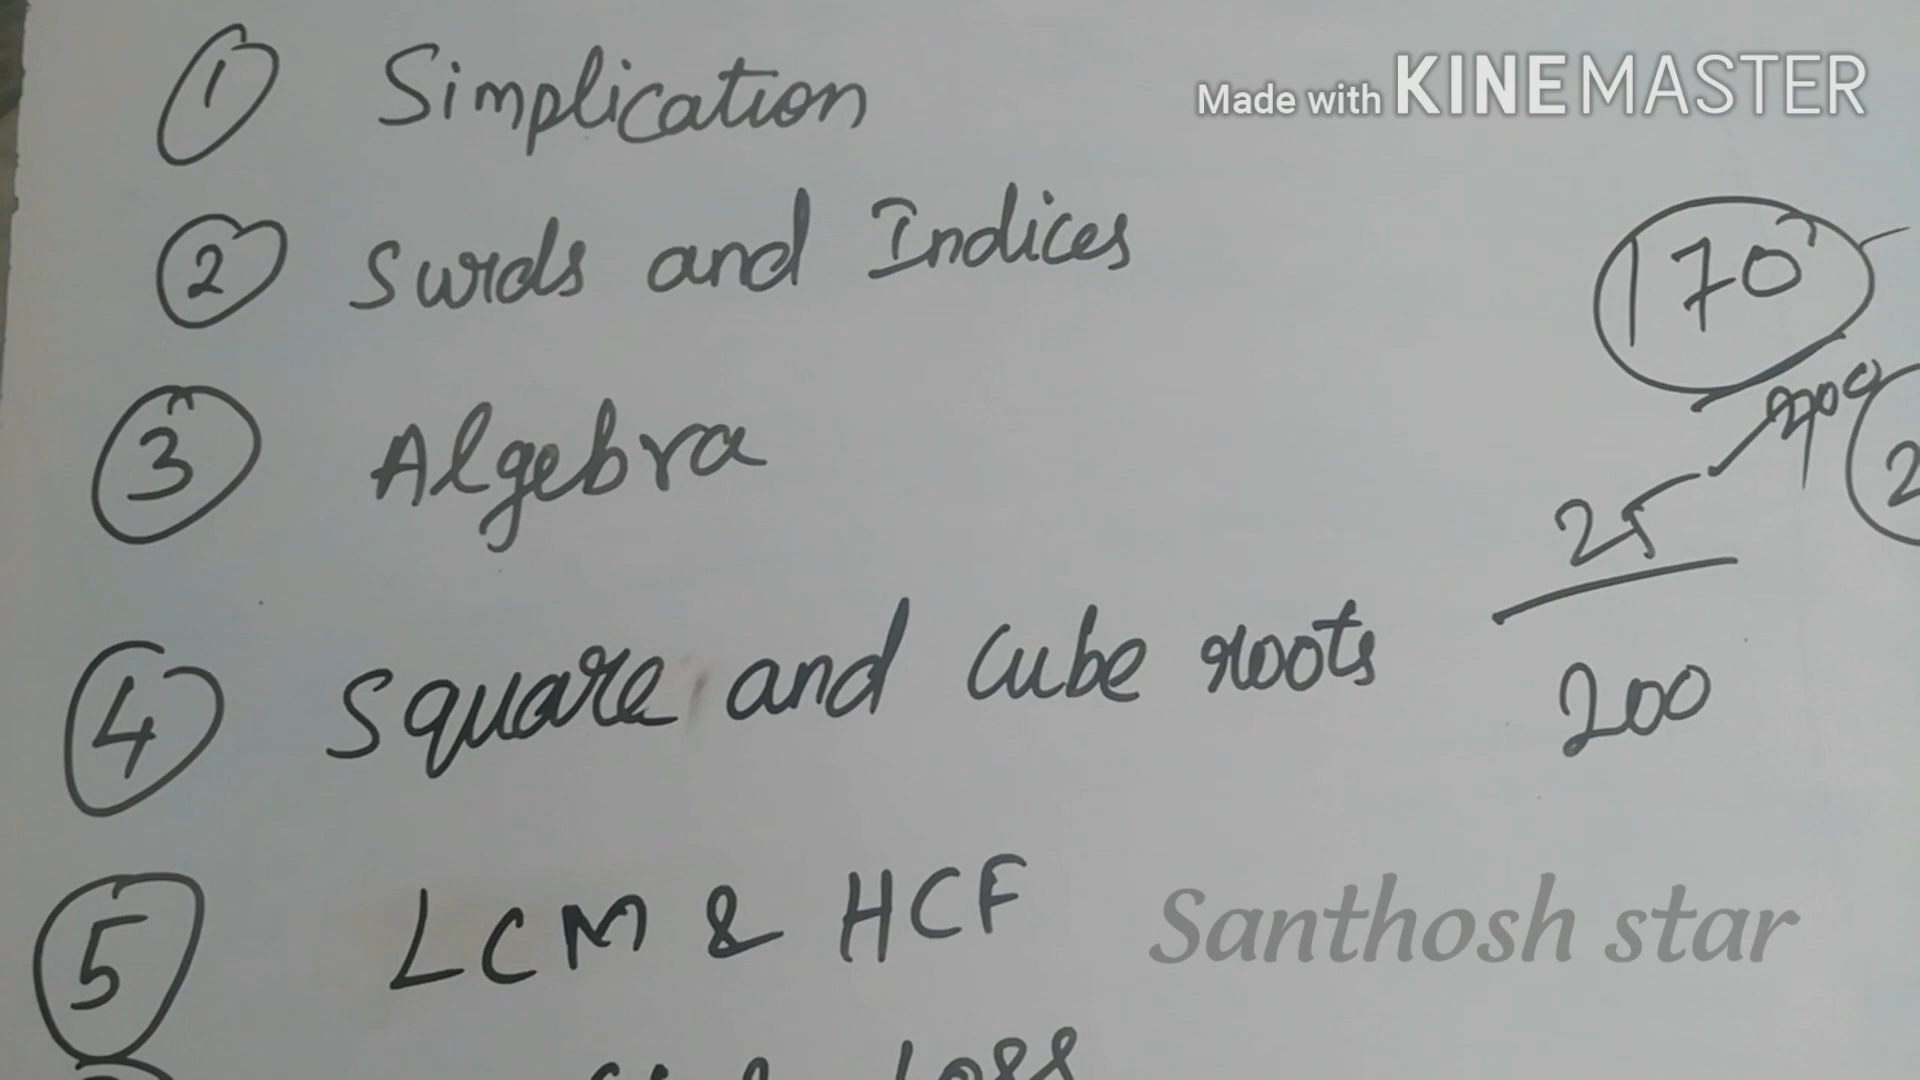 1 Simplication
Made with KINEMASTER
2 Surds and Indices
170
3 Algebra
25
4 Square and Cube roots
200
5 LCM & HCF
Santhosh star
Loss